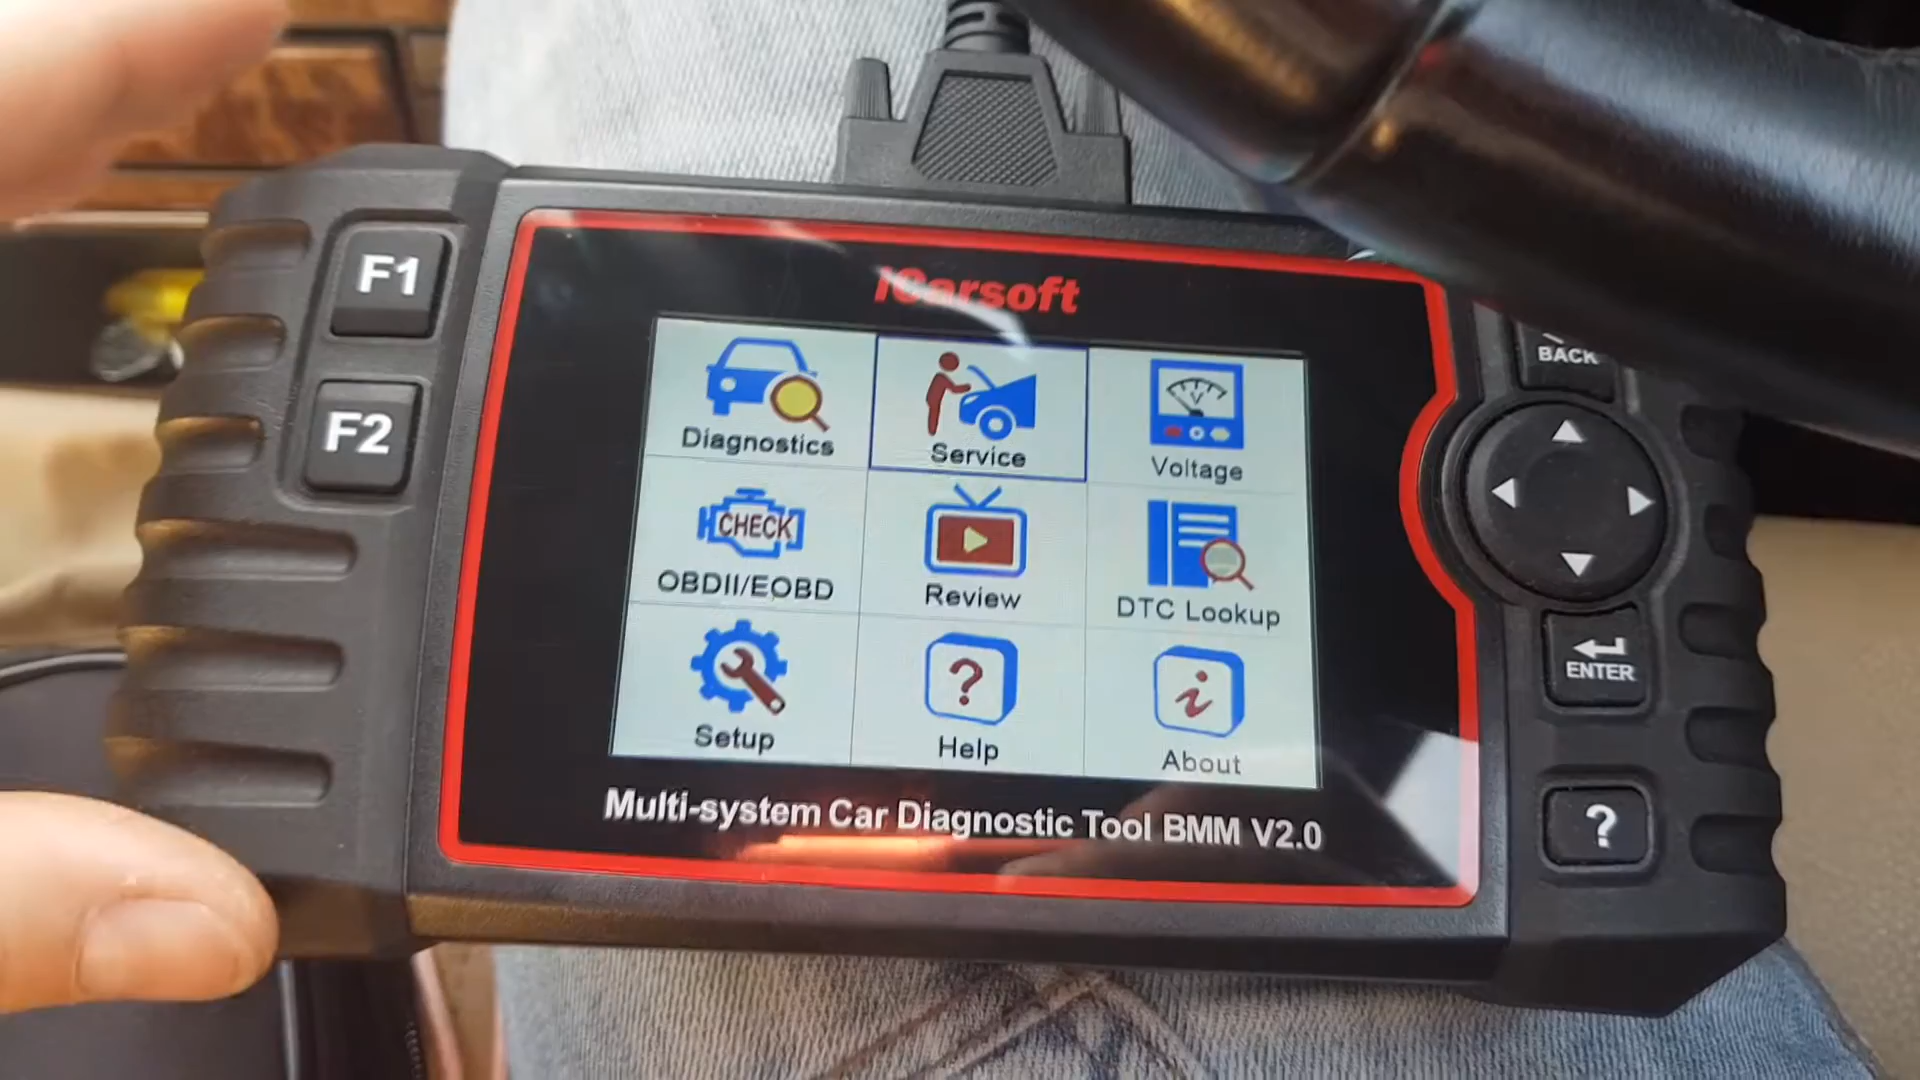 iCarsoft
F1
F2
BACK
Diagnostics
Service
V
Voltage
CHECK
OBDII/EOBD
Review
DTC Lookup
Setup
?
Help
i
About
ENTER
?
Multi-system Car Diagnostic Tool BMM V2.0